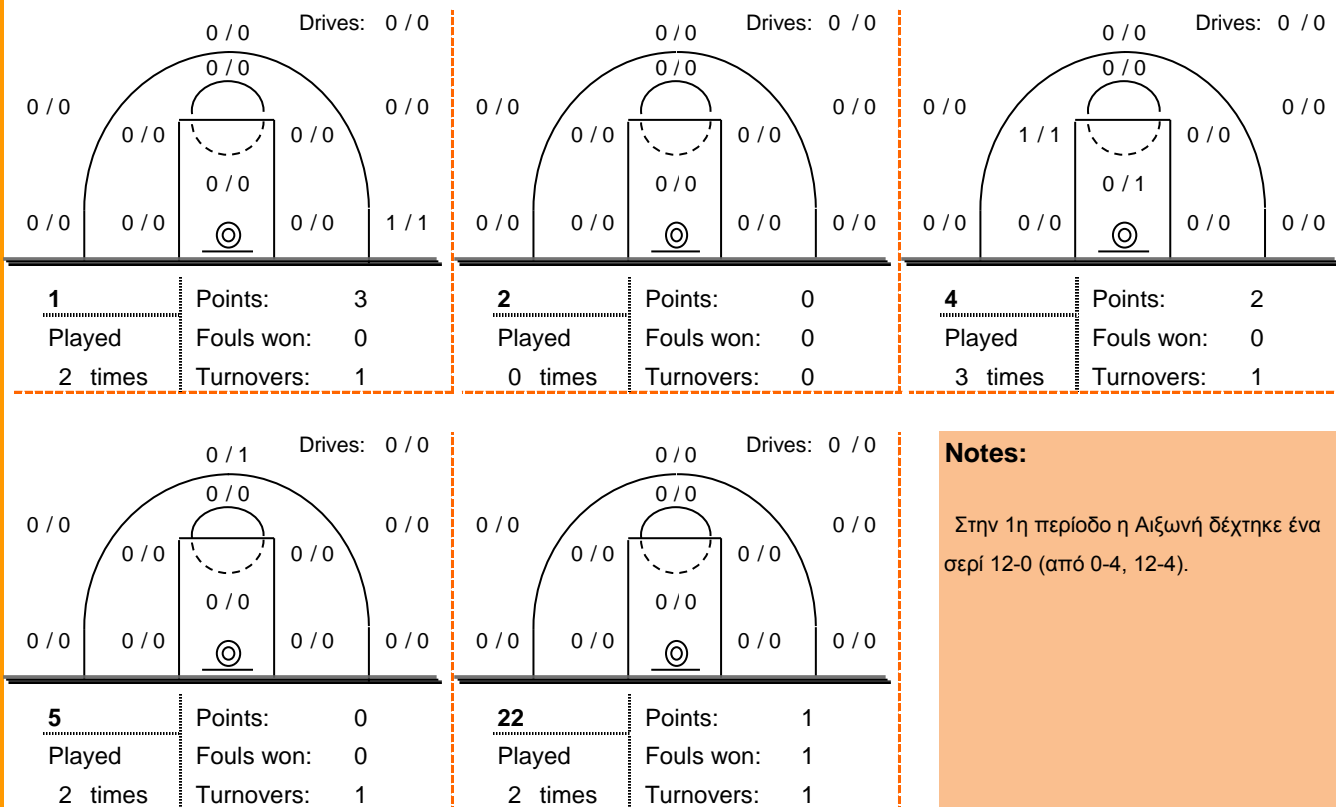 0 / 0 Drives: 0 / 0
0 / 0
0 / 0 0 / 0
0 / 0 0 / 0
0 / 0
0 / 0 0 / 0 0 / 0 1 / 1
1 Points: 3
Played Fouls won: 0
2 times Turnovers: 1
0 / 0 Drives: 0 / 0
0 / 0
0 / 0 0 / 0
0 / 0 0 / 0
0 / 0
0 / 0 0 / 0 0 / 0 0 / 0
2 Points: 0
Played Fouls won: 0
0 times Turnovers: 0
0 / 0 Drives: 0 / 0
0 / 0
0 / 0 0 / 0
1 / 1 0 / 0
0 / 1
0 / 0 0 / 0 0 / 0 0 / 0
4 Points: 2
Played Fouls won: 0
3 times Turnovers: 1
0 / 1 Drives: 0 / 0
0 / 0
0 / 0 0 / 0
0 / 0 0 / 0
0 / 0
0 / 0 0 / 0 0 / 0 0 / 0
5 Points: 0
Played Fouls won: 0
2 times Turnovers: 1
0 / 0 Drives: 0 / 0
0 / 0
0 / 0 0 / 0
0 / 0 0 / 0
0 / 0
0 / 0 0 / 0 0 / 0 0 / 0
22 Points: 1
Played Fouls won: 1
2 times Turnovers: 1
Notes:
Στην 1η περίοδο η Αιξωνή δέχτηκε ένα
σερί 12-0 (από 0-4, 12-4).